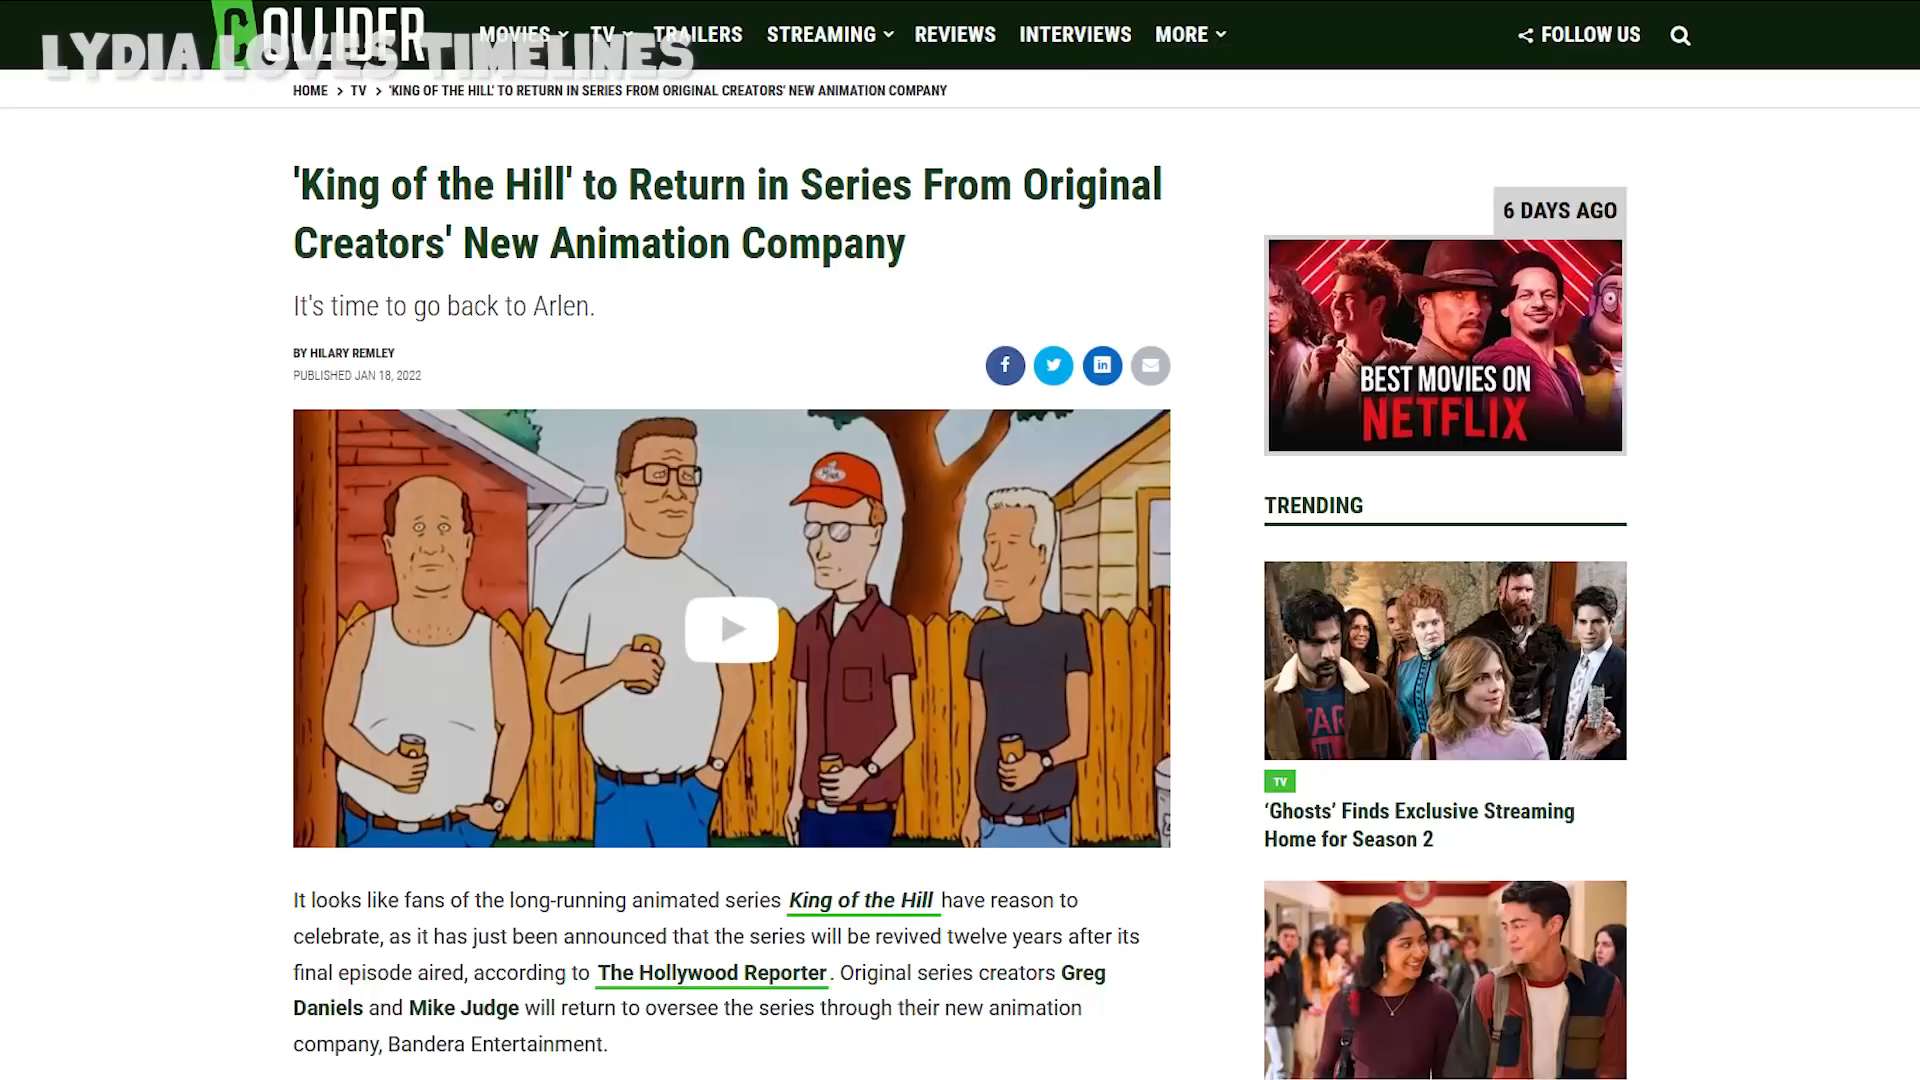 COLLIDER
MOVIES TV TRAILERS STREAMING REVIEWS INTERVIEWS MORE FOLLOW US
LYDIA LOVES TIMELINES
HOME > TV > 'KING OF THE HILL' TO RETURN IN SERIES FROM ORIGINAL CREATORS' NEW ANIMATION COMPANY
'King of the Hill' to Return in Series From Original
Creators' New Animation Company
It's time to go back to Arlen.
BY HILARY REMLEY
PUBLISHED JAN 18, 2022
It looks like fans of the long-running animated series King of the Hill have reason to
celebrate, as it has just been announced that the series will be revived twelve years after its
final episode aired, according to The Hollywood Reporter. Original series creators Greg
Daniels and Mike Judge will return to oversee the series through their new animation
company, Bandera Entertainment.
6 DAYS AGO
BEST MOVIES ON
NETFLIX
TRENDING
TV
‘Ghosts’ Finds Exclusive Streaming
Home for Season 2